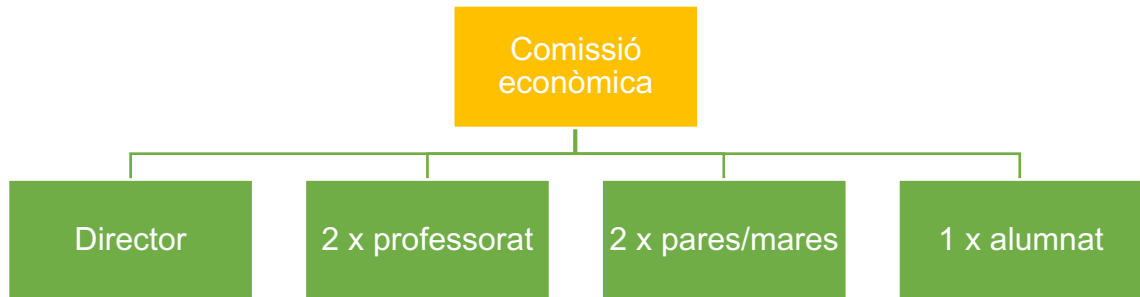 Comissió
econòmica
Director
2 x professorat
2 x pares/mares
1 x alumnat